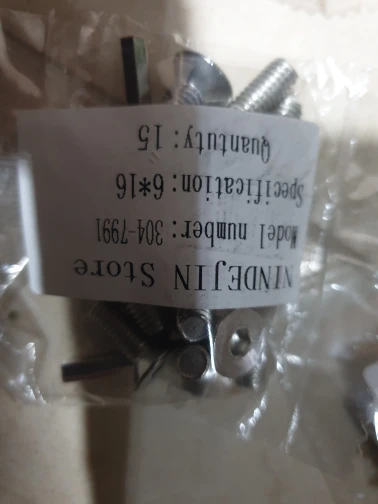 NINDEJIN Store
Model number: 304-7991
Specification: 6*16
Quantuty: 15